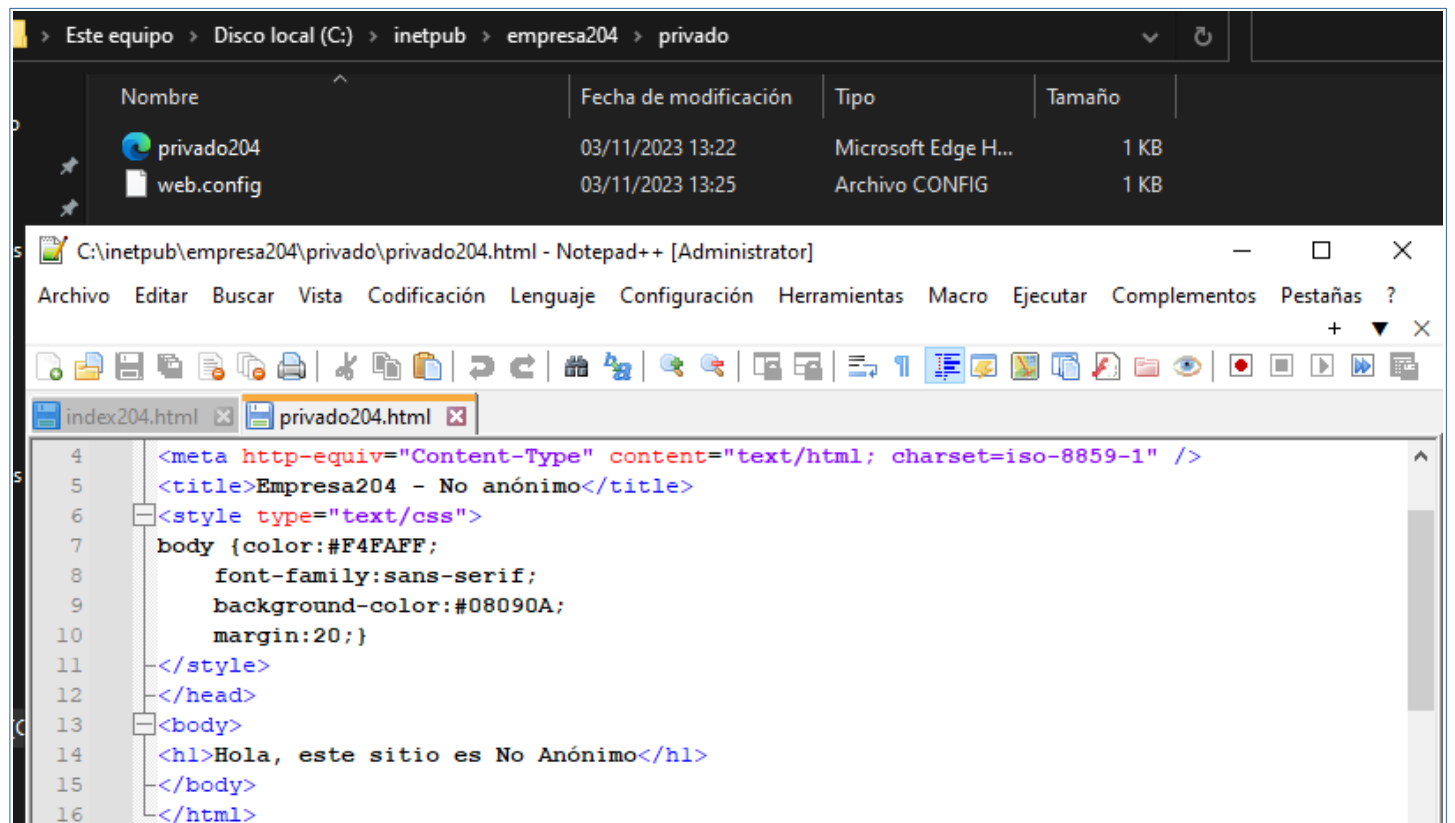 Este equipo > Disco local (C:) > inetpub > empresa204 > privado
Nombre Fecha de modificación Tipo Tamaño
privado204 03/11/2023 13:22 Microsoft Edge H... 1 KB
web.config 03/11/2023 13:25 Archivo CONFIG 1 KB
C:\inetpub\empresa204\privado\privado204.html - Notepad++ [Administrator]
Archivo Editar Buscar Vista Codificación Lenguaje Configuración Herramientas Macro Ejecutar Complementos Pestañas ?
index204.html privado204.html
4 <meta http-equiv="Content-Type" content="text/html; charset=iso-8859-1" />
5 <title>Empresa204 - No anónimo</title>
6 <style type="text/css">
7 body {color:#F4FAFF;
8 font-family:sans-serif;
9 background-color:#08090A;
10 margin:20;}
11 </style>
12 </head>
13 <body>
14 <h1>Hola, este sitio es No Anónimo</h1>
15 </body>
16 </html>